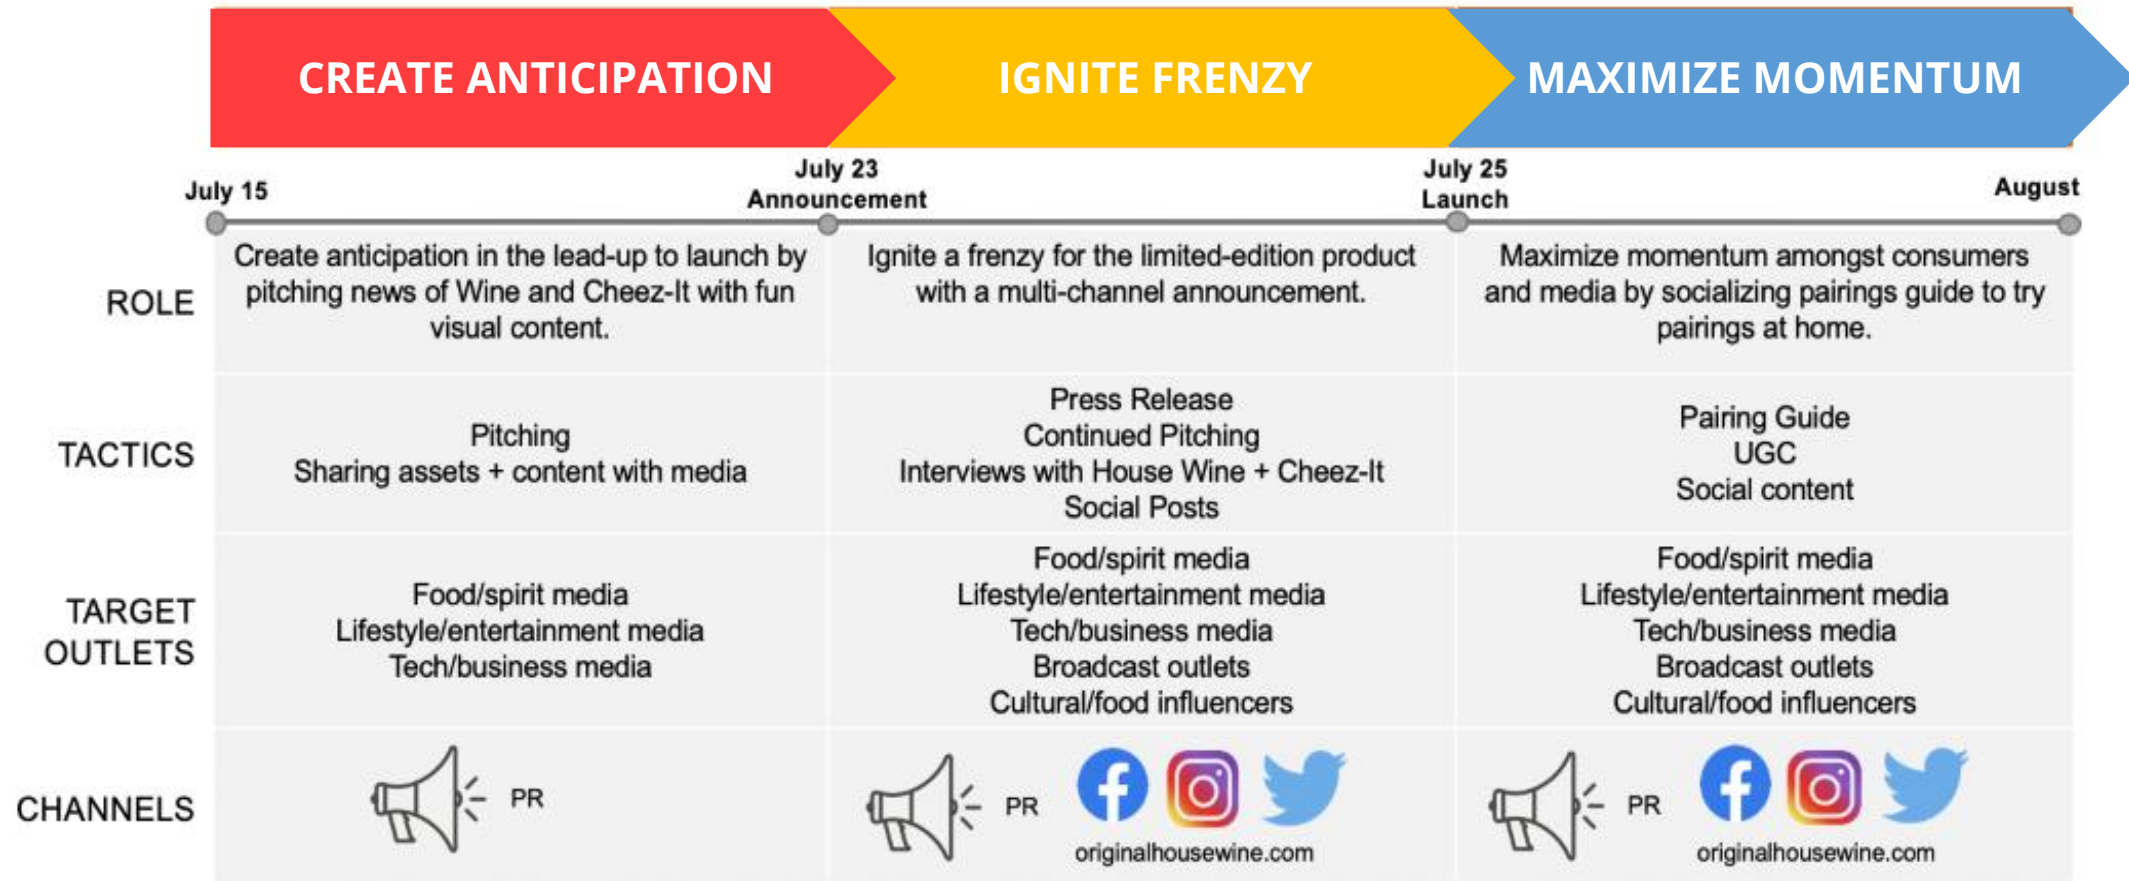 CREATE ANTICIPATION
IGNITE FRENZY
MAXIMIZE MOMENTUM
July 15
July 23
Announcement
July 25
Launch
August
ROLE
Create anticipation in the lead-up to launch by
pitching news of Wine and Cheez-It with fun
visual content.
Ignite a frenzy for the limited-edition product
with a multi-channel announcement.
Maximize momentum amongst consumers
and media by socializing pairings guide to try
pairings at home.
TACTICS
Pitching
Sharing assets + content with media
Press Release
Continued Pitching
Interviews with House Wine + Cheez-It
Social Posts
Pairing Guide
UGC
Social content
TARGET
OUTLETS
Food/spirit media
Lifestyle/entertainment media
Tech/business media
Food/spirit media
Lifestyle/entertainment media
Tech/business media
Broadcast outlets
Cultural/food influencers
Food/spirit media
Lifestyle/entertainment media
Tech/business media
Broadcast outlets
Cultural/food influencers
CHANNELS
PR
PR
originalhousewine.com
PR
originalhousewine.com